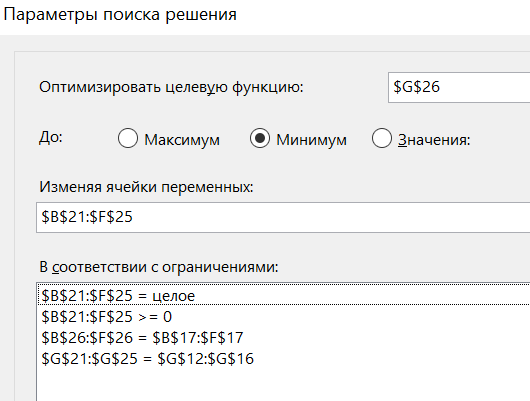 Параметры поиска решения
Оптимизировать целевую функцию: $G$26
До: Максимум Минимум Значения:
Изменяя ячейки переменных:
$B$21:$F$25
В соответствии с ограничениями:
$B$21:$F$25 = целое
$B$21:$F$25 >= 0
$B$26:$F$26 = $B$17:$F$17
$G$21:$G$25 = $G$12:$G$16